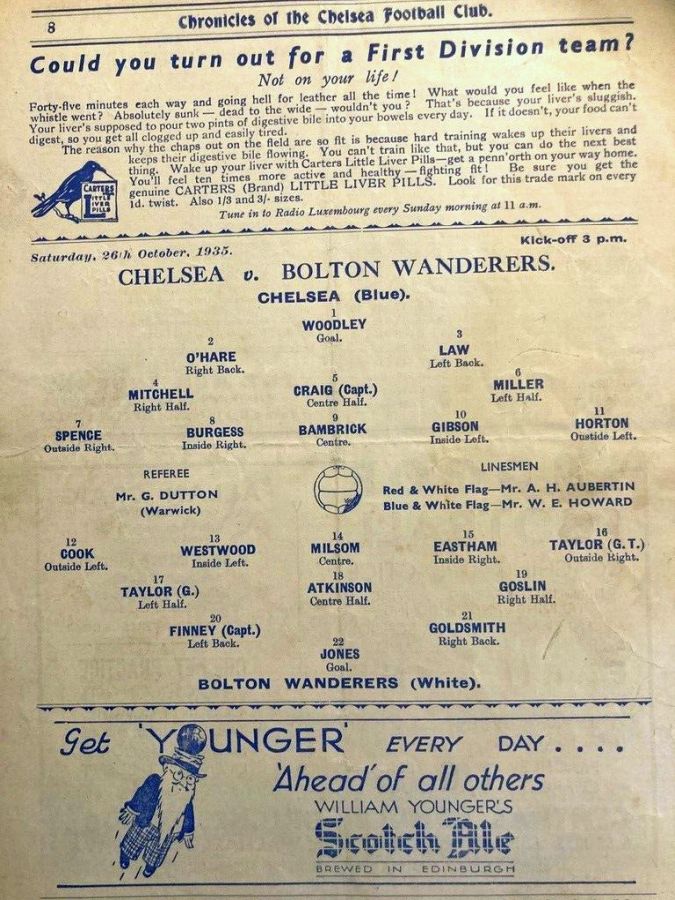 8
Chronicles of the Chelsea Football Club.
Could you turn out for a First Division team?
Not on your life!
Forty-five minutes each way and going hell for leather all the time! What would you feel like when the
whistle went? Absolutely sunk — dead to the wide — wouldn't you? That's because your liver's sluggish.
Your liver's supposed to pour two pints of digestive bile into your bowels every day. If it doesn't, your food can't
digest, so you get all clogged up and easily tired.
The reason why the chaps out on the field are so fit is because hard training wakes up their livers and
keeps their digestive bile flowing. You can't train like that, but you can do the next best
thing. Wake up your liver with Carters Little Liver Pills—get a penn'orth on your way home.
You'll feel ten times more active and healthy—fighting fit! Be sure you get the
genuine CARTERS (Brand) LITTLE LIVER PILLS. Look for this trade mark on every
1d. twist. Also 1/3 and 3/- sizes.
CARTERS
LITTLE
LIVER
PILLS
Tune in to Radio Luxembourg every Sunday morning at 11 a.m.
Saturday, 26th October, 1935.
Kick-off 3 p.m.
CHELSEA v. BOLTON WANDERERS.
CHELSEA (Blue).
1
WOODLEY
Goal.
2
O'HARE
Right Back.
3
LAW
Left Back.
4
MITCHELL
Right Half.
5
CRAIG (Capt.)
Centre Half.
6
MILLER
Left Half.
7
SPENCE
Outside Right.
8
BURGESS
Inside Right.
9
BAMBRICK
Centre.
10
GIBSON
Inside Left.
11
HORTON
Oustide Left.
REFEREE
Mr. G. DUTTON
(Warwick)
LINESMEN
Red & White Flag—Mr. A. H. AUBERTIN
Blue & White Flag—Mr. W. E. HOWARD
12
COOK
Outside Left.
13
WESTWOOD
Inside Left.
14
MILSOM
Centre.
15
EASTHAM
Inside Right.
16
TAYLOR (G.T.)
Outside Right.
17
TAYLOR (G.)
Left Half.
18
ATKINSON
Centre Half.
19
GOSLIN
Right Half.
20
FINNEY (Capt.)
Left Back.
21
GOLDSMITH
Right Back.
22
JONES
Goal.
BOLTON WANDERERS (White).
Get 'YOUNGER' EVERY DAY....
'Ahead' of all others
WILLIAM YOUNGER'S
Scotch Ale
BREWED IN EDINBURGH